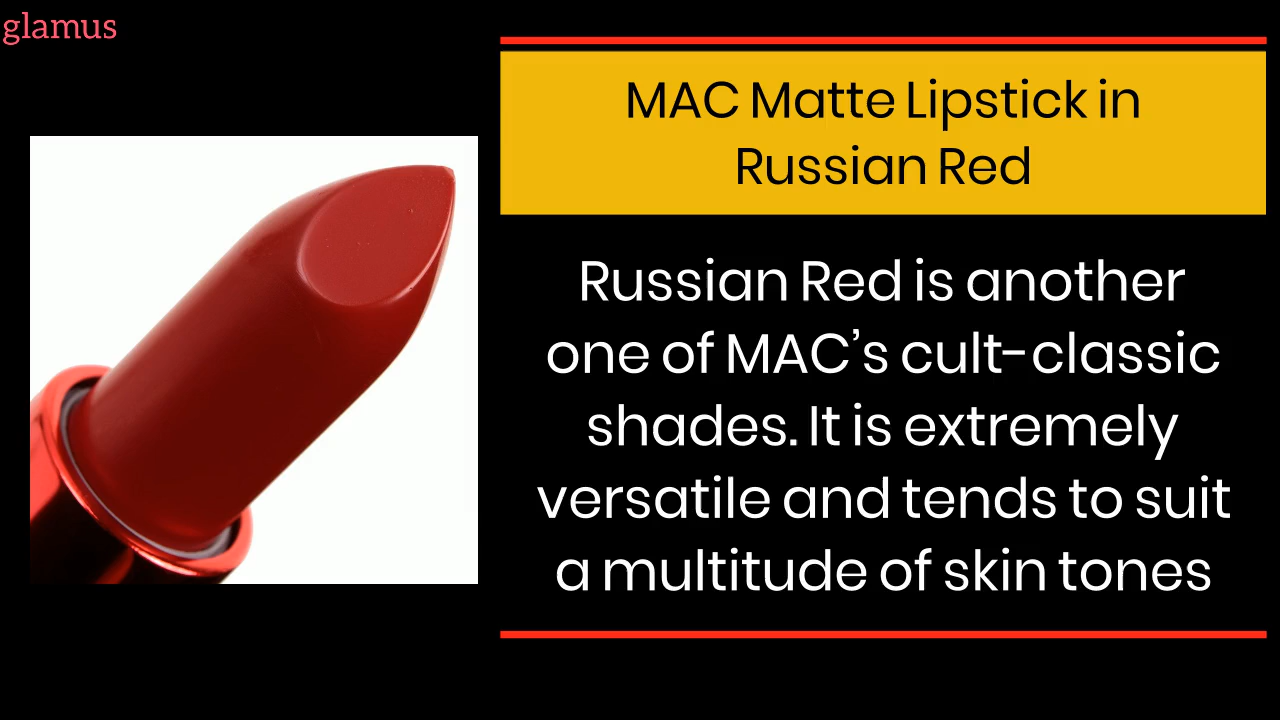 glamus
MAC Matte Lipstick in
Russian Red
Russian Red is another
one of MAC’s cult-classic
shades. It is extremely
versatile and tends to suit
a multitude of skin tones